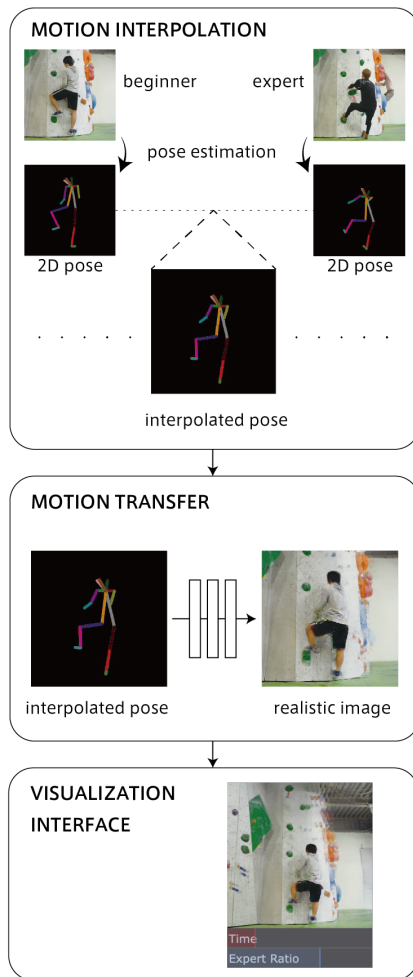 MOTION INTERPOLATION
beginner
expert
pose estimation
2D pose
2D pose
interpolated pose
MOTION TRANSFER
interpolated pose
realistic image
VISUALIZATION
INTERFACE
Time
Expert Ratio